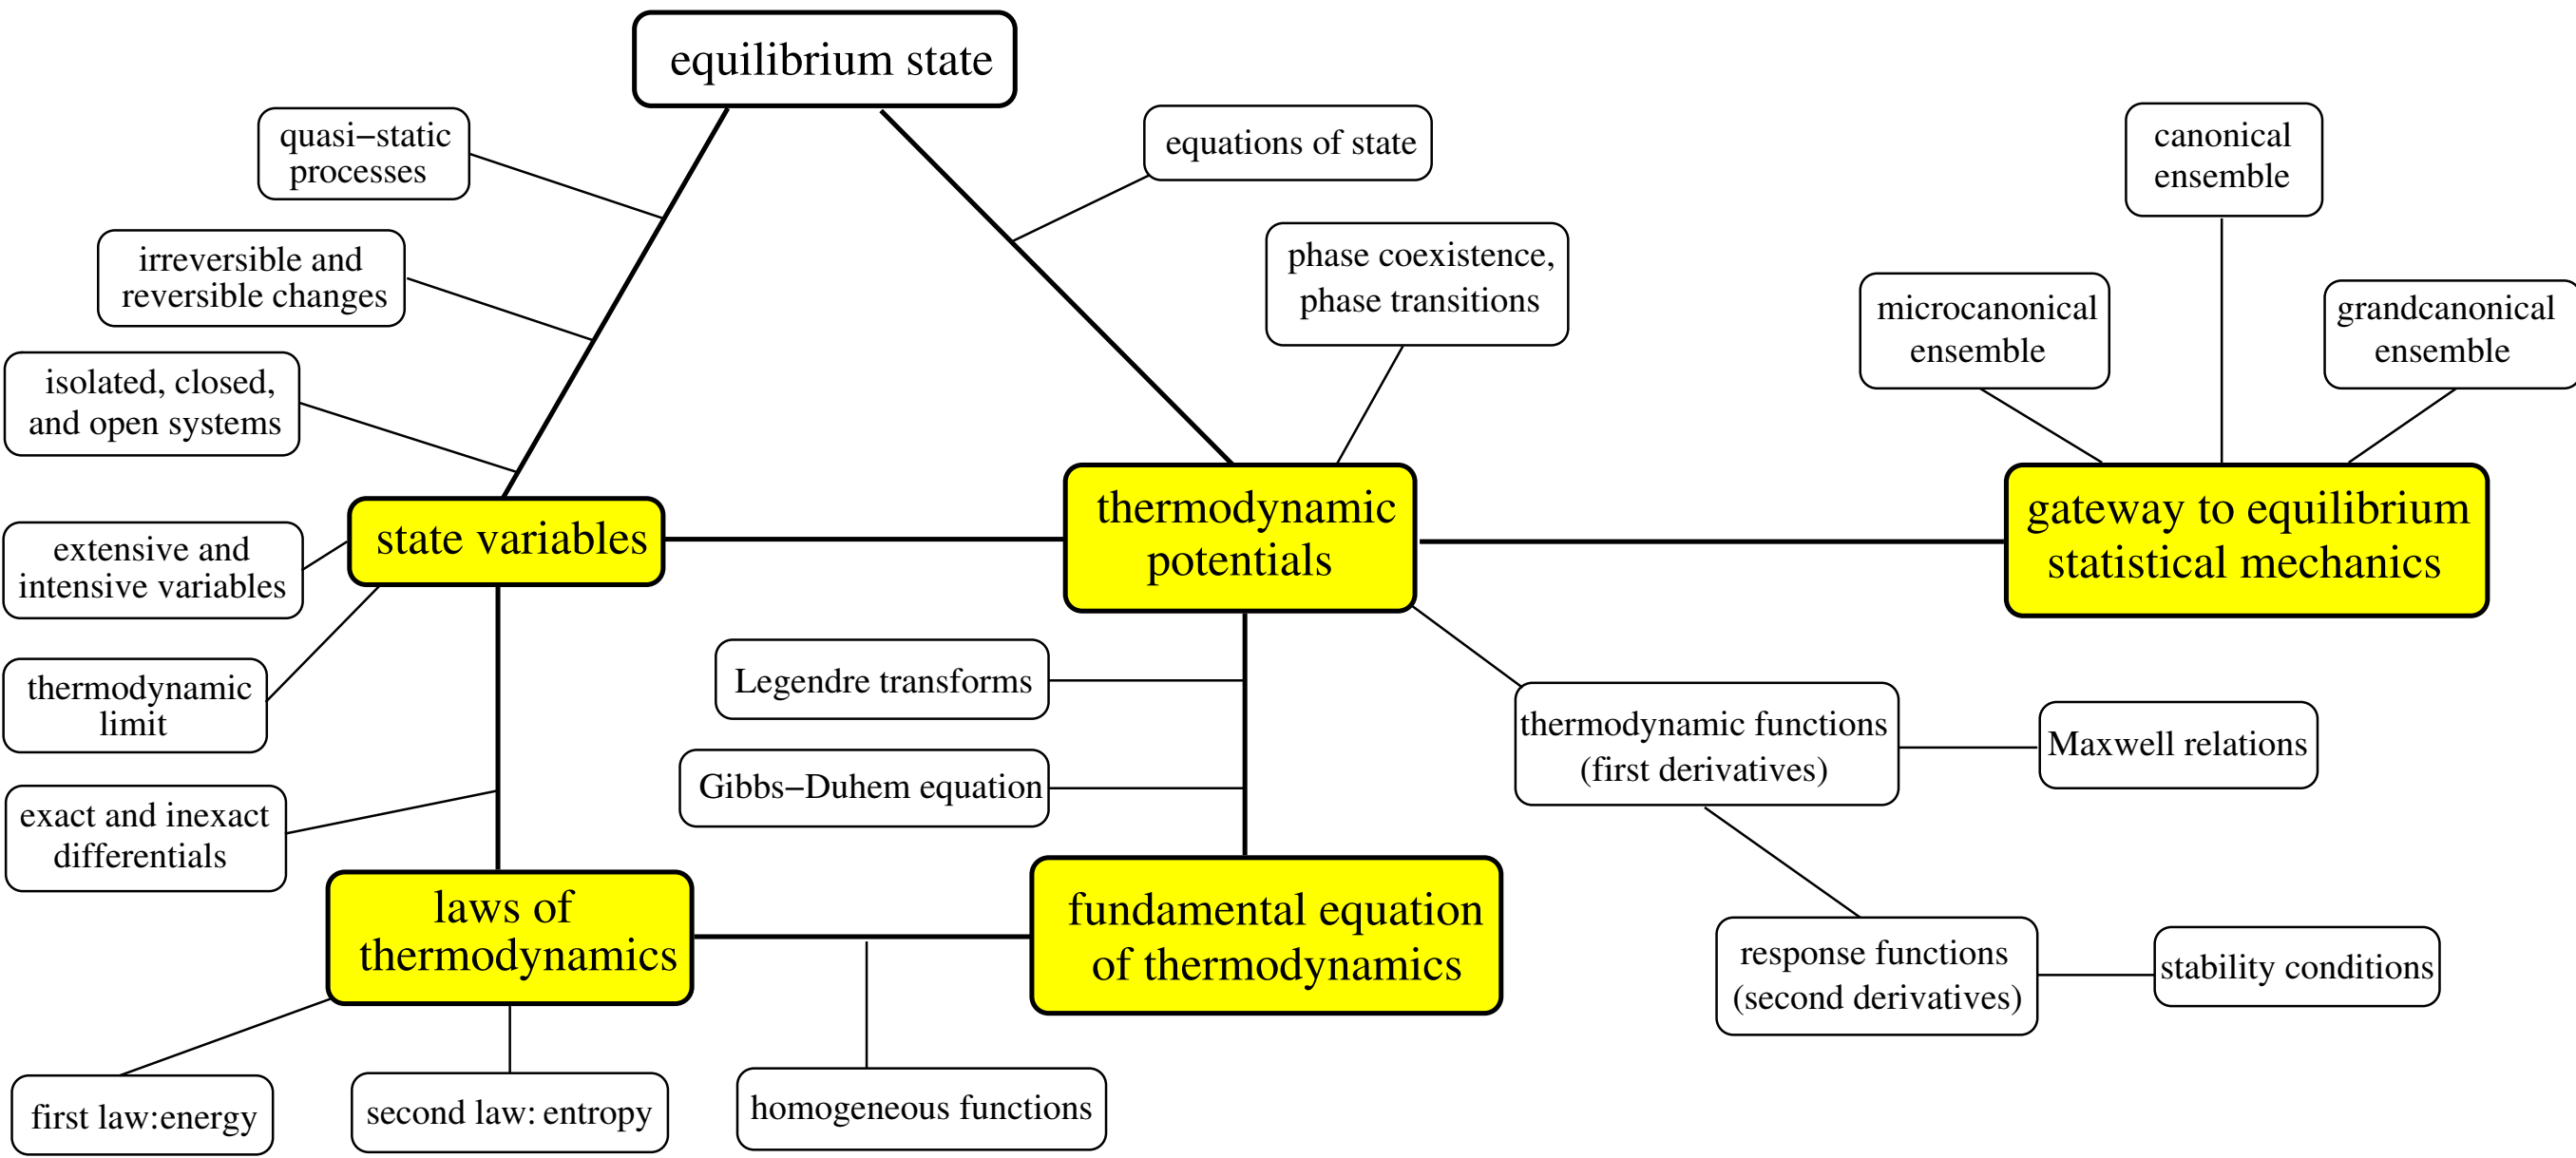 equilibrium state
quasi−static
processes
equations of state
canonical
ensemble
irreversible and
reversible changes
phase coexistence,
phase transitions
microcanonical
ensemble
grandcanonical
ensemble
isolated, closed,
and open systems
state variables
thermodynamic
potentials
gateway to equilibrium
statistical mechanics
extensive and
intensive variables
thermodynamic
limit
Legendre transforms
thermodynamic functions
(first derivatives)
Maxwell relations
Gibbs−Duhem equation
exact and inexact
differentials
laws of
thermodynamics
fundamental equation
of thermodynamics
response functions
(second derivatives)
stability conditions
first law:energy
second law: entropy
homogeneous functions